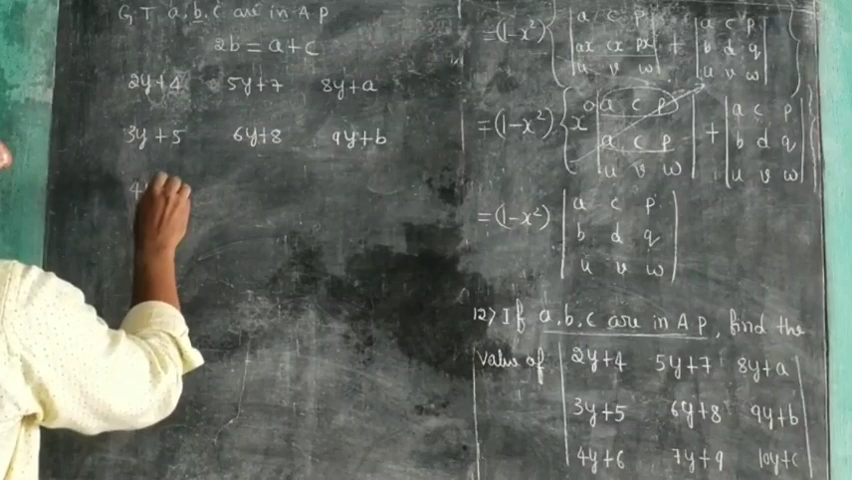 G.T a, b, c are in A P
2b = a+c
2y+4 5y+7 8y+a
3y+5 6y+8 9y+b
4
=(1-x²) { | a c p |
| ax cx px |
| u v w | + | a c p |
| b d q |
| u v w | }
=(1-x²) { x | a c p |
| a c p |
| u v w | + | a c p |
| b d q |
| u v w | }
=(1-x²) | a c p |
| b d q |
| u v w |
12) If a, b, c are in A P, find the
value of | 2y+4 5y+7 8y+a |
| 3y+5 6y+8 9y+b |
| 4y+6 7y+9 10y+c |